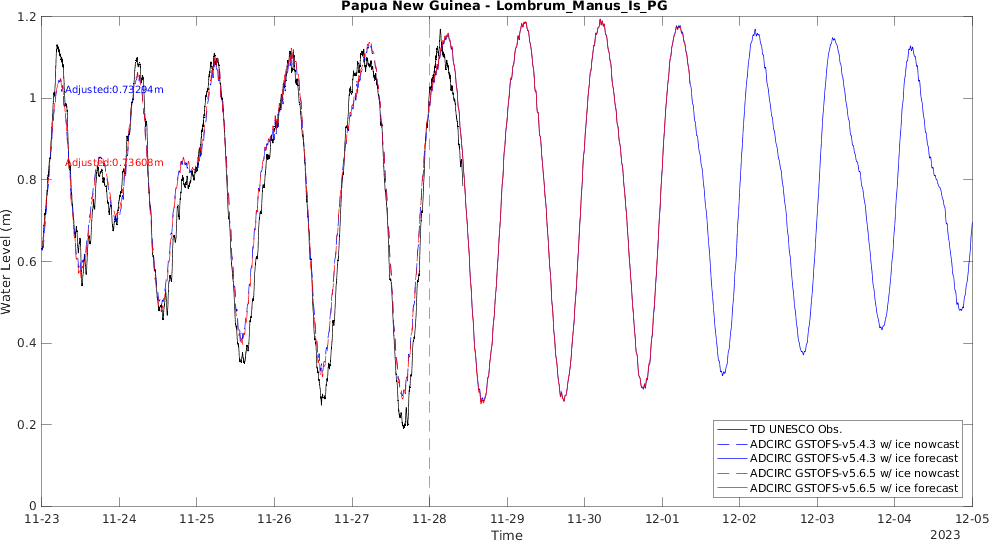 Papua New Guinea - Lombrum_Manus_Is_PG
1.2
1
0.8
0.6
0.4
0.2
0
Water Level (m)
Adjusted:0.73294m
Adjusted:0.73608m
TD UNESCO Obs.
ADCIRC GSTOFS-v5.4.3 w/ ice nowcast
ADCIRC GSTOFS-v5.4.3 w/ ice forecast
ADCIRC GSTOFS-v5.6.5 w/ ice nowcast
ADCIRC GSTOFS-v5.6.5 w/ ice forecast
11-23 11-24 11-25 11-26 11-27 11-28 11-29 11-30 12-01 12-02 12-03 12-04 12-05
Time
2023